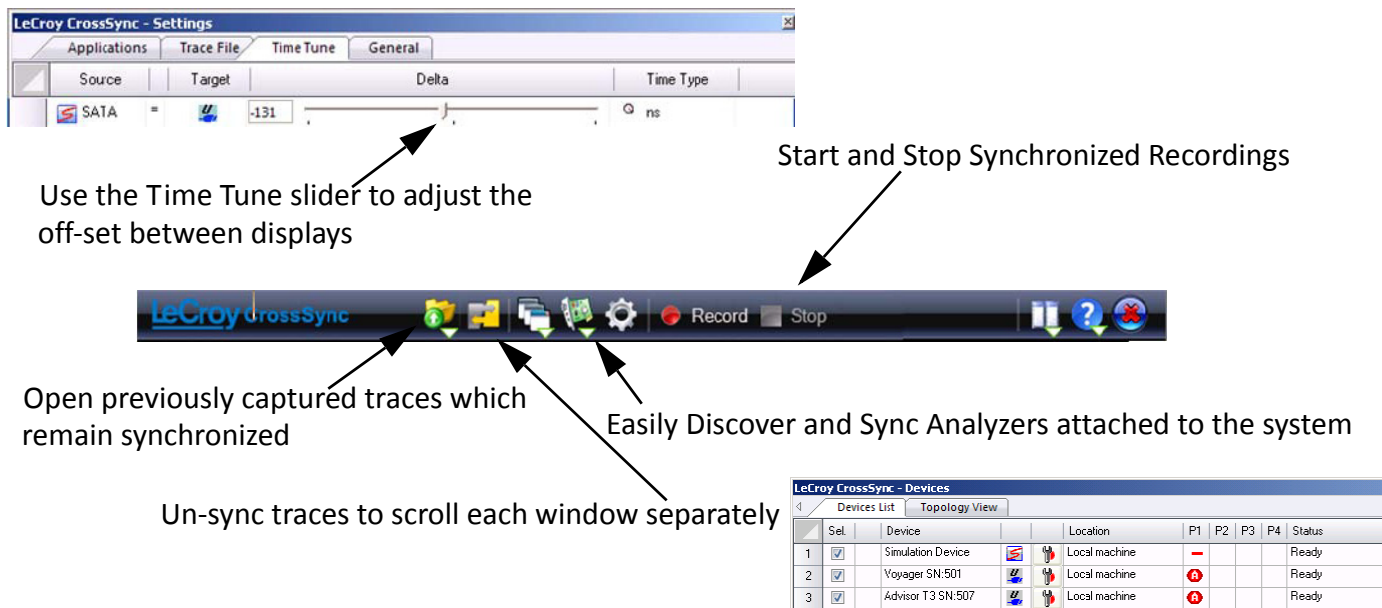 LeCroy CrossSync - Settings
Applications Trace File Time Tune General
Source Target Delta Time Type
SATA = -131 ns
Start and Stop Synchronized Recordings
Use the Time Tune slider to adjust the
off-set between displays
LeCroy CrossSync Record Stop ?
Open previously captured traces which
remain synchronized
Easily Discover and Sync Analyzers attached to the system
Un-sync traces to scroll each window separately
LeCroy CrossSync - Devices
Devices List Topology View
Sel. Device Location P1 P2 P3 P4 Status
1 Simulation Device Local machine Ready
2 Voyager SN:501 Local machine A Ready
3 Advisor T3 SN:507 Local machine A Ready